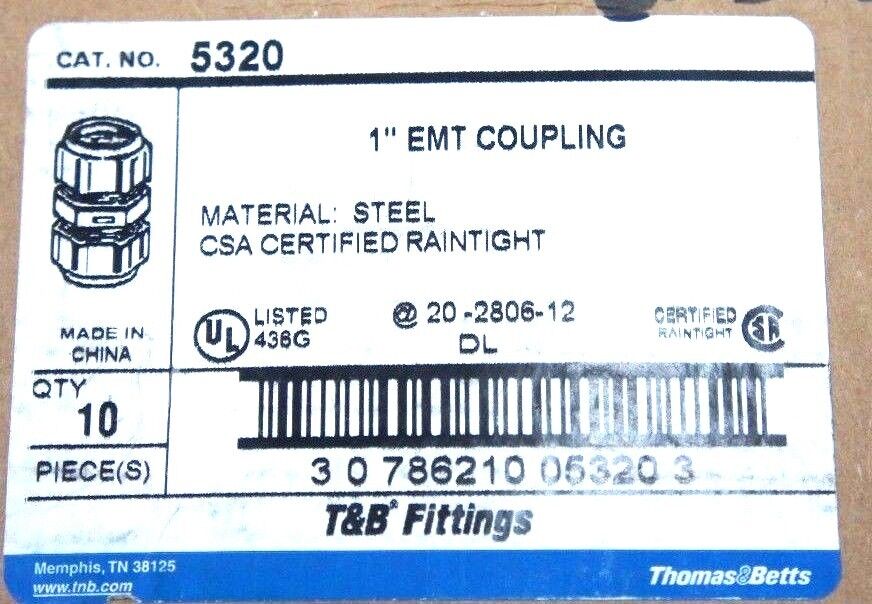 CAT. NO. 5320
1" EMT COUPLING
MATERIAL: STEEL
CSA CERTIFIED RAINTIGHT
MADE IN
CHINA
UL LISTED
436G
@ 20-2806-12
DL
CERTIFIED
RAINTIGHT
SA
QTY
10
PIECE(S)
3 0 786210 05320 3
T&B® Fittings
Memphis, TN 38125
www.tnb.com
Thomas&Betts